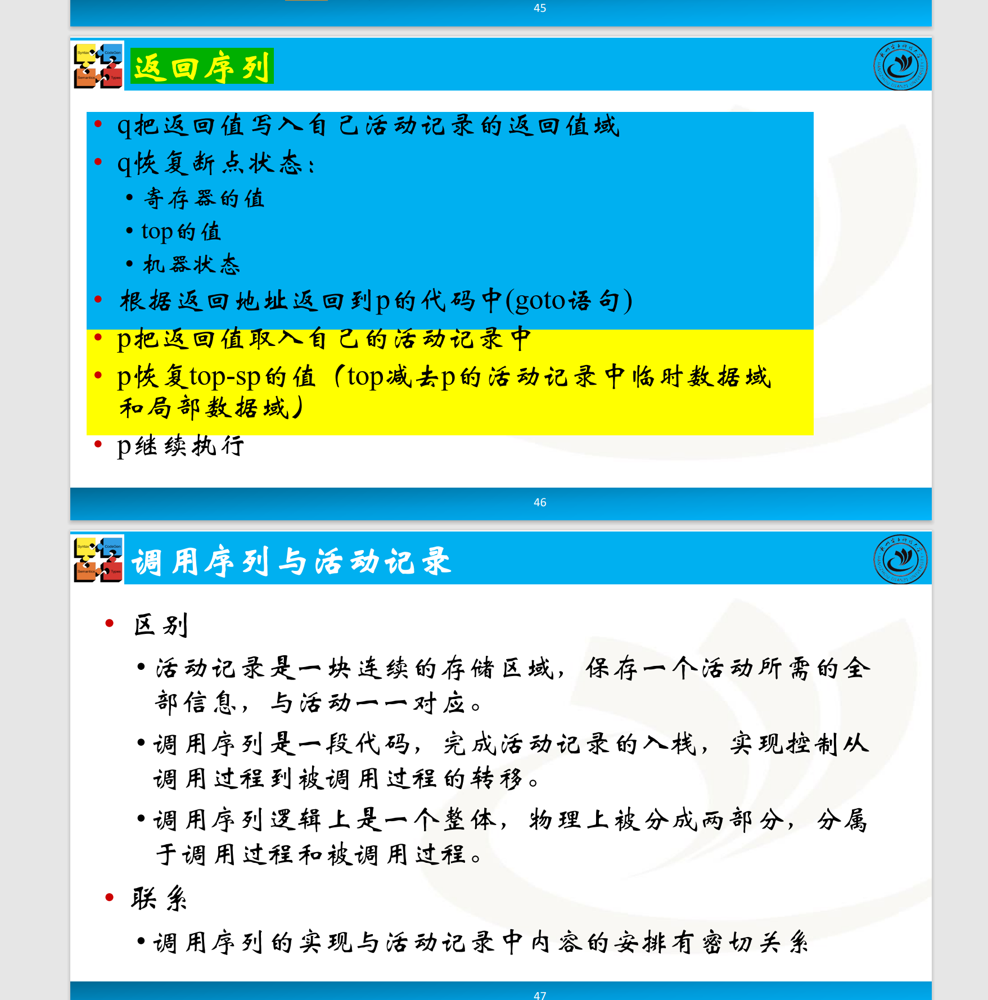 45
Syntax CodeGen
Semantics Types
返回序列
• q把返回值写入自己活动记录的返回值域
• q恢复断点状态：
• 寄存器的值
• top的值
• 机器状态
• 根据返回地址返回到p的代码中(goto语句)
• p把返回值取入自己的活动记录中
• p恢复top-sp的值（top减去p的活动记录中临时数据域
和局部数据域）
• p继续执行
46
Syntax CodeGen
Semantics Types
调用序列与活动记录
• 区别
• 活动记录是一块连续的存储区域，保存一个活动所需的全
部信息，与活动一一对应。
• 调用序列是一段代码，完成活动记录的入栈，实现控制从
调用过程到被调用过程的转移。
• 调用序列逻辑上是一个整体，物理上被分成两部分，分属
于调用过程和被调用过程。
• 联系
• 调用序列的实现与活动记录中内容的安排有密切关系
47